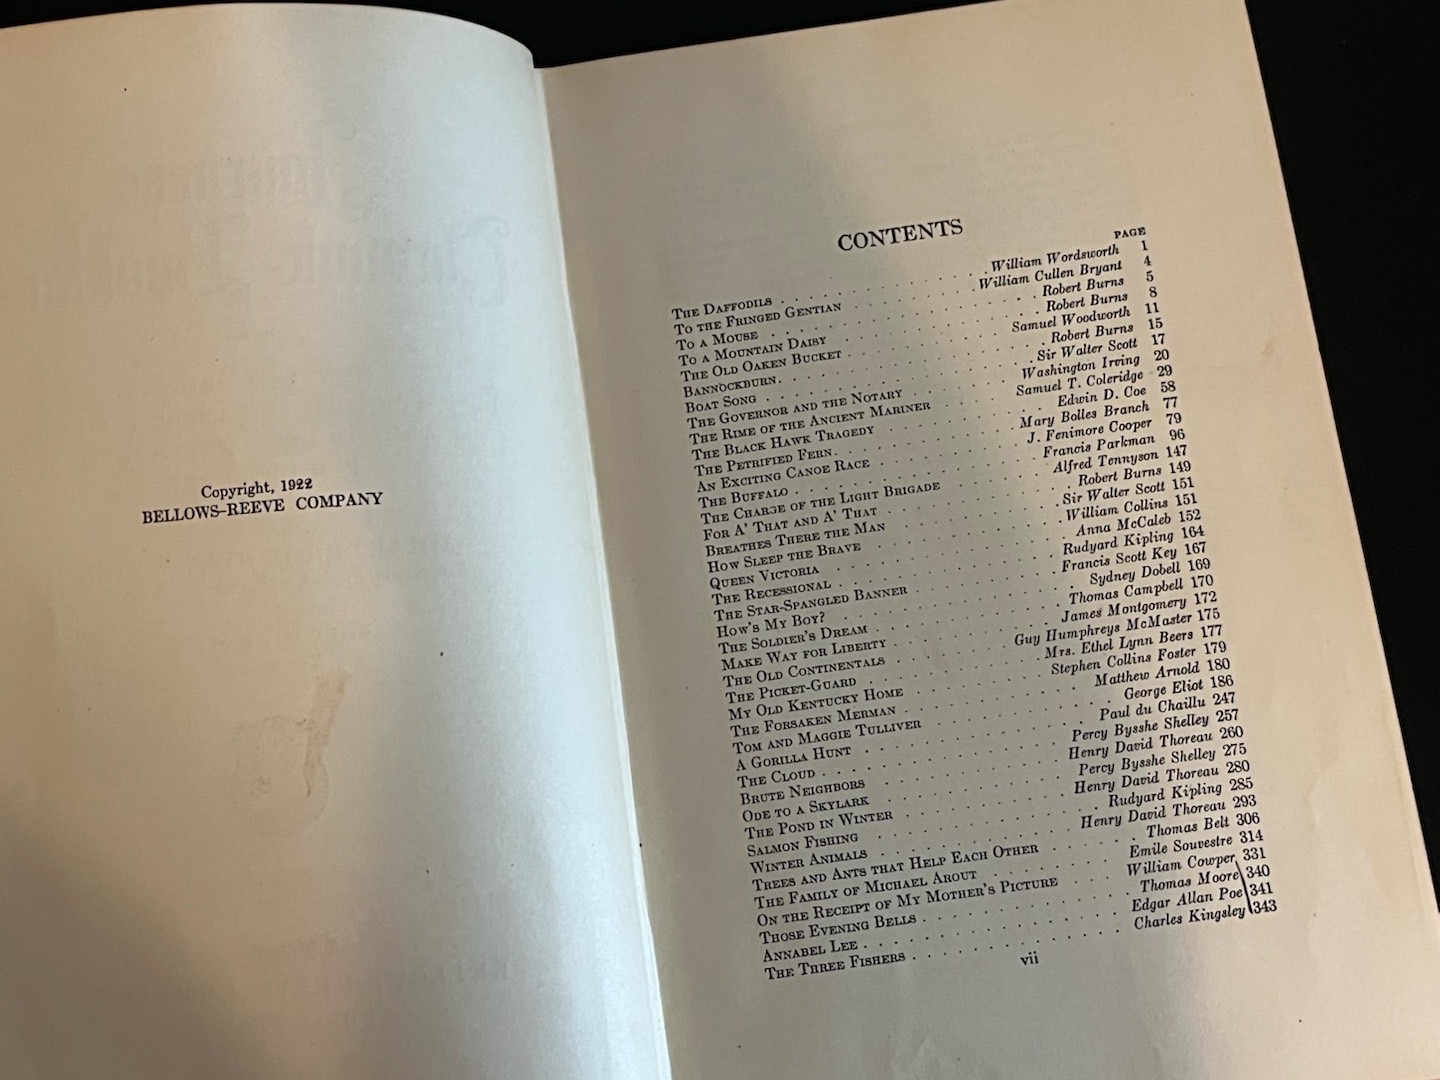 Copyright, 1922
BELLOWS-REEVE COMPANY
CONTENTS
PAGE
THE DAFFODILS . . . . . . . . . . . William Wordsworth 1
TO THE FRINGED GENTIAN . . . . . . . William Cullen Bryant 4
TO A MOUSE . . . . . . . . . . . . . Robert Burns 5
TO A MOUNTAIN DAISY . . . . . . . . . Robert Burns 8
THE OLD OAKEN BUCKET . . . . . . . . Samuel Woodworth 11
BANNOCKBURN . . . . . . . . . . . . . Robert Burns 15
BOAT SONG . . . . . . . . . . . . . Sir Walter Scott 17
THE GOVERNOR AND THE NOTARY . . . . . Washington Irving 20
THE RIME OF THE ANCIENT MARINER . . . Samuel T. Coleridge 29
THE BLACK HAWK TRAGEDY . . . . . . . Edwin D. Coe 58
THE PETRIFIED FERN . . . . . . . . . Mary Bolles Branch 77
AN EXCITING CANOE RACE . . . . . . . J. Fenimore Cooper 79
THE BUFFALO . . . . . . . . . . . . Francis Parkman 96
THE CHARGE OF THE LIGHT BRIGADE . . . Alfred Tennyson 147
FOR A' THAT AND A' THAT . . . . . . . Robert Burns 149
BREATHES THERE THE MAN . . . . . . . Sir Walter Scott 151
HOW SLEEP THE BRAVE . . . . . . . . . William Collins 151
QUEEN VICTORIA . . . . . . . . . . . Anna McCaleb 152
THE RECESSIONAL . . . . . . . . . . . Rudyard Kipling 164
THE STAR-SPANGLED BANNER . . . . . . Francis Scott Key 167
HOW'S MY BOY? . . . . . . . . . . . Sydney Dobell 169
THE SOLDIER'S DREAM . . . . . . . . . Thomas Campbell 170
MAKE WAY FOR LIBERTY . . . . . . . . James Montgomery 172
THE OLD CONTINENTALS . . . . . . . . Guy Humphreys McMaster 175
THE PICKET-GUARD . . . . . . . . . . Mrs. Ethel Lynn Beers 177
MY OLD KENTUCKY HOME . . . . . . . . Stephen Collins Foster 179
THE FORSAKEN MERMAN . . . . . . . . . Matthew Arnold 180
TOM AND MAGGIE TULLIVER . . . . . . . George Eliot 186
A GORILLA HUNT . . . . . . . . . . . Paul du Chaillu 247
THE CLOUD . . . . . . . . . . . . . Percy Bysshe Shelley 257
BRUTE NEIGHBORS . . . . . . . . . . . Henry David Thoreau 260
ODE TO A SKYLARK . . . . . . . . . . Percy Bysshe Shelley 275
THE POND IN WINTER . . . . . . . . . Henry David Thoreau 280
SALMON FISHING . . . . . . . . . . . Rudyard Kipling 285
WINTER ANIMALS . . . . . . . . . . . Henry David Thoreau 293
TREES AND ANTS THAT HELP EACH OTHER . . . Thomas Belt 306
THE FAMILY OF MICHAEL AROUT . . . . . Emile Souvestre 314
ON THE RECEIPT OF MY MOTHER'S PICTURE . . . William Cowper 331
THOSE EVENING BELLS . . . . . . . . . Thomas Moore 340
ANNABEL LEE . . . . . . . . . . . . Edgar Allan Poe 341
THE THREE FISHERS . . . . . . . . . . Charles Kingsley 343
vii